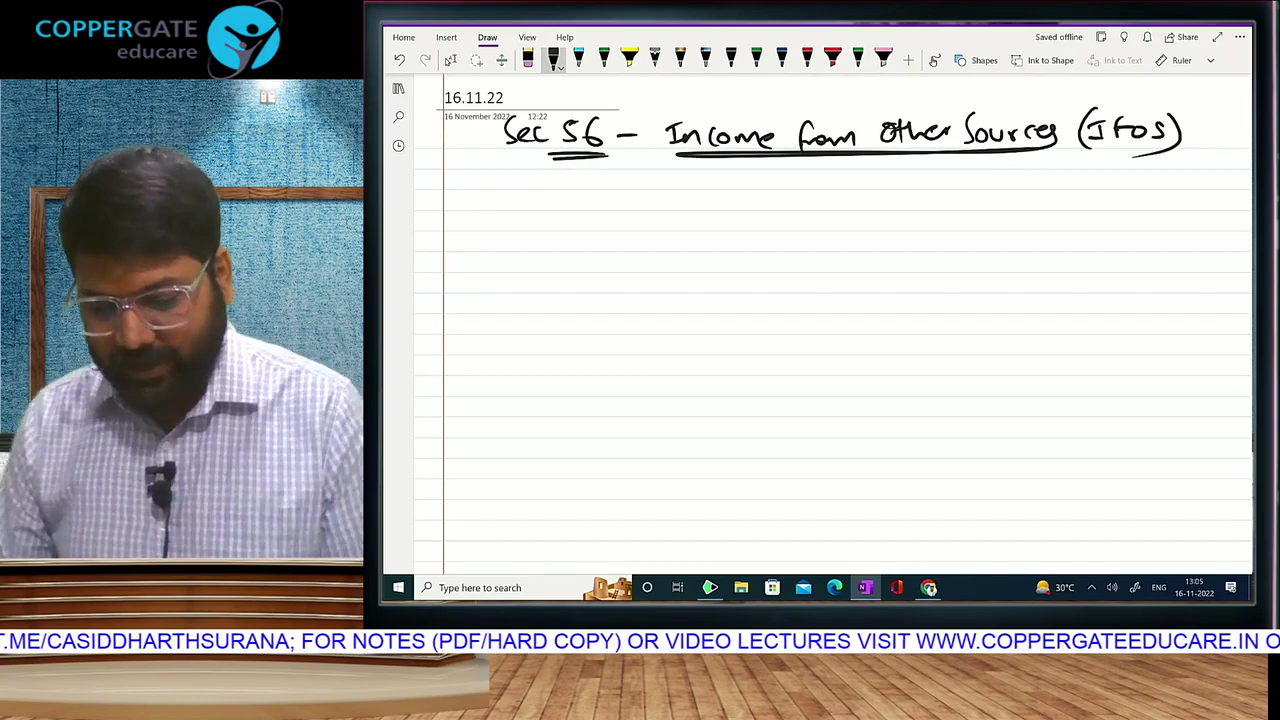 COPPERGATE
educare
Home Insert Draw View Help
Saved offline
Share
Shapes
Ink to Shape
Ink to Text
Ruler
16.11.22
16 November 2022 12:22
Sec 56 - Income from Other Sources (IFOS)
Type here to search
30°C
ENG
13:05
16-11-2022
T.ME/CASIDDHARTHSURANA; FOR NOTES (PDF/HARD COPY) OR VIDEO LECTURES VISIT WWW.COPPERGATEEDUCARE.IN O